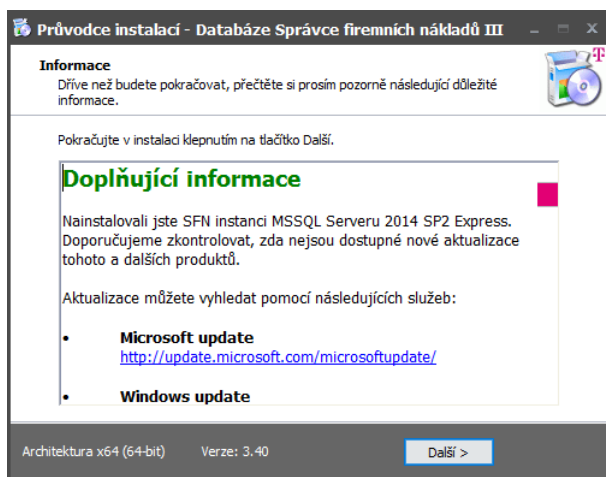 Průvodce instalací - Databáze Správce firemních nákladů III
Informace
Dříve než budete pokračovat, přečtěte si prosím pozorně následující důležité
informace.
T
Pokračujte v instalaci klepnutím na tlačítko Další.
Doplňující informace
Nainstalovali jste SFN instanci MSSQL Serveru 2014 SP2 Express.
Doporučujeme zkontrolovat, zda nejsou dostupné nové aktualizace
tohoto a dalších produktů.
Aktualizace můžete vyhledat pomocí následujících služeb:
• Microsoft update
http://update.microsoft.com/microsoftupdate/
• Windows update
Architektura x64 (64-bit) Verze: 3.40 Další >